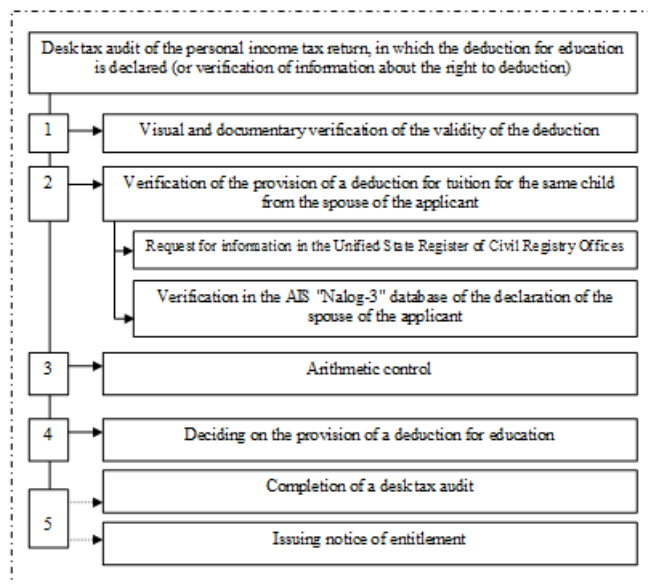 Desk tax audit of the personal income tax return, in which the deduction for education
is declared (or verification of information about the right to deduction)
1
Visual and documentary verification of the validity of the deduction
2
Verification of the provision of a deduction for tuition for the same child
from the spouse of the applicant
Request for information in the Unified State Register of Civil Registry Offices
Verification in the AIS "Nalog-3" database of the declaration of the
spouse of the applicant
3
Arithmetic control
4
Deciding on the provision of a deduction for education
5
Completion of a desk tax audit
Issuing notice of entitlement